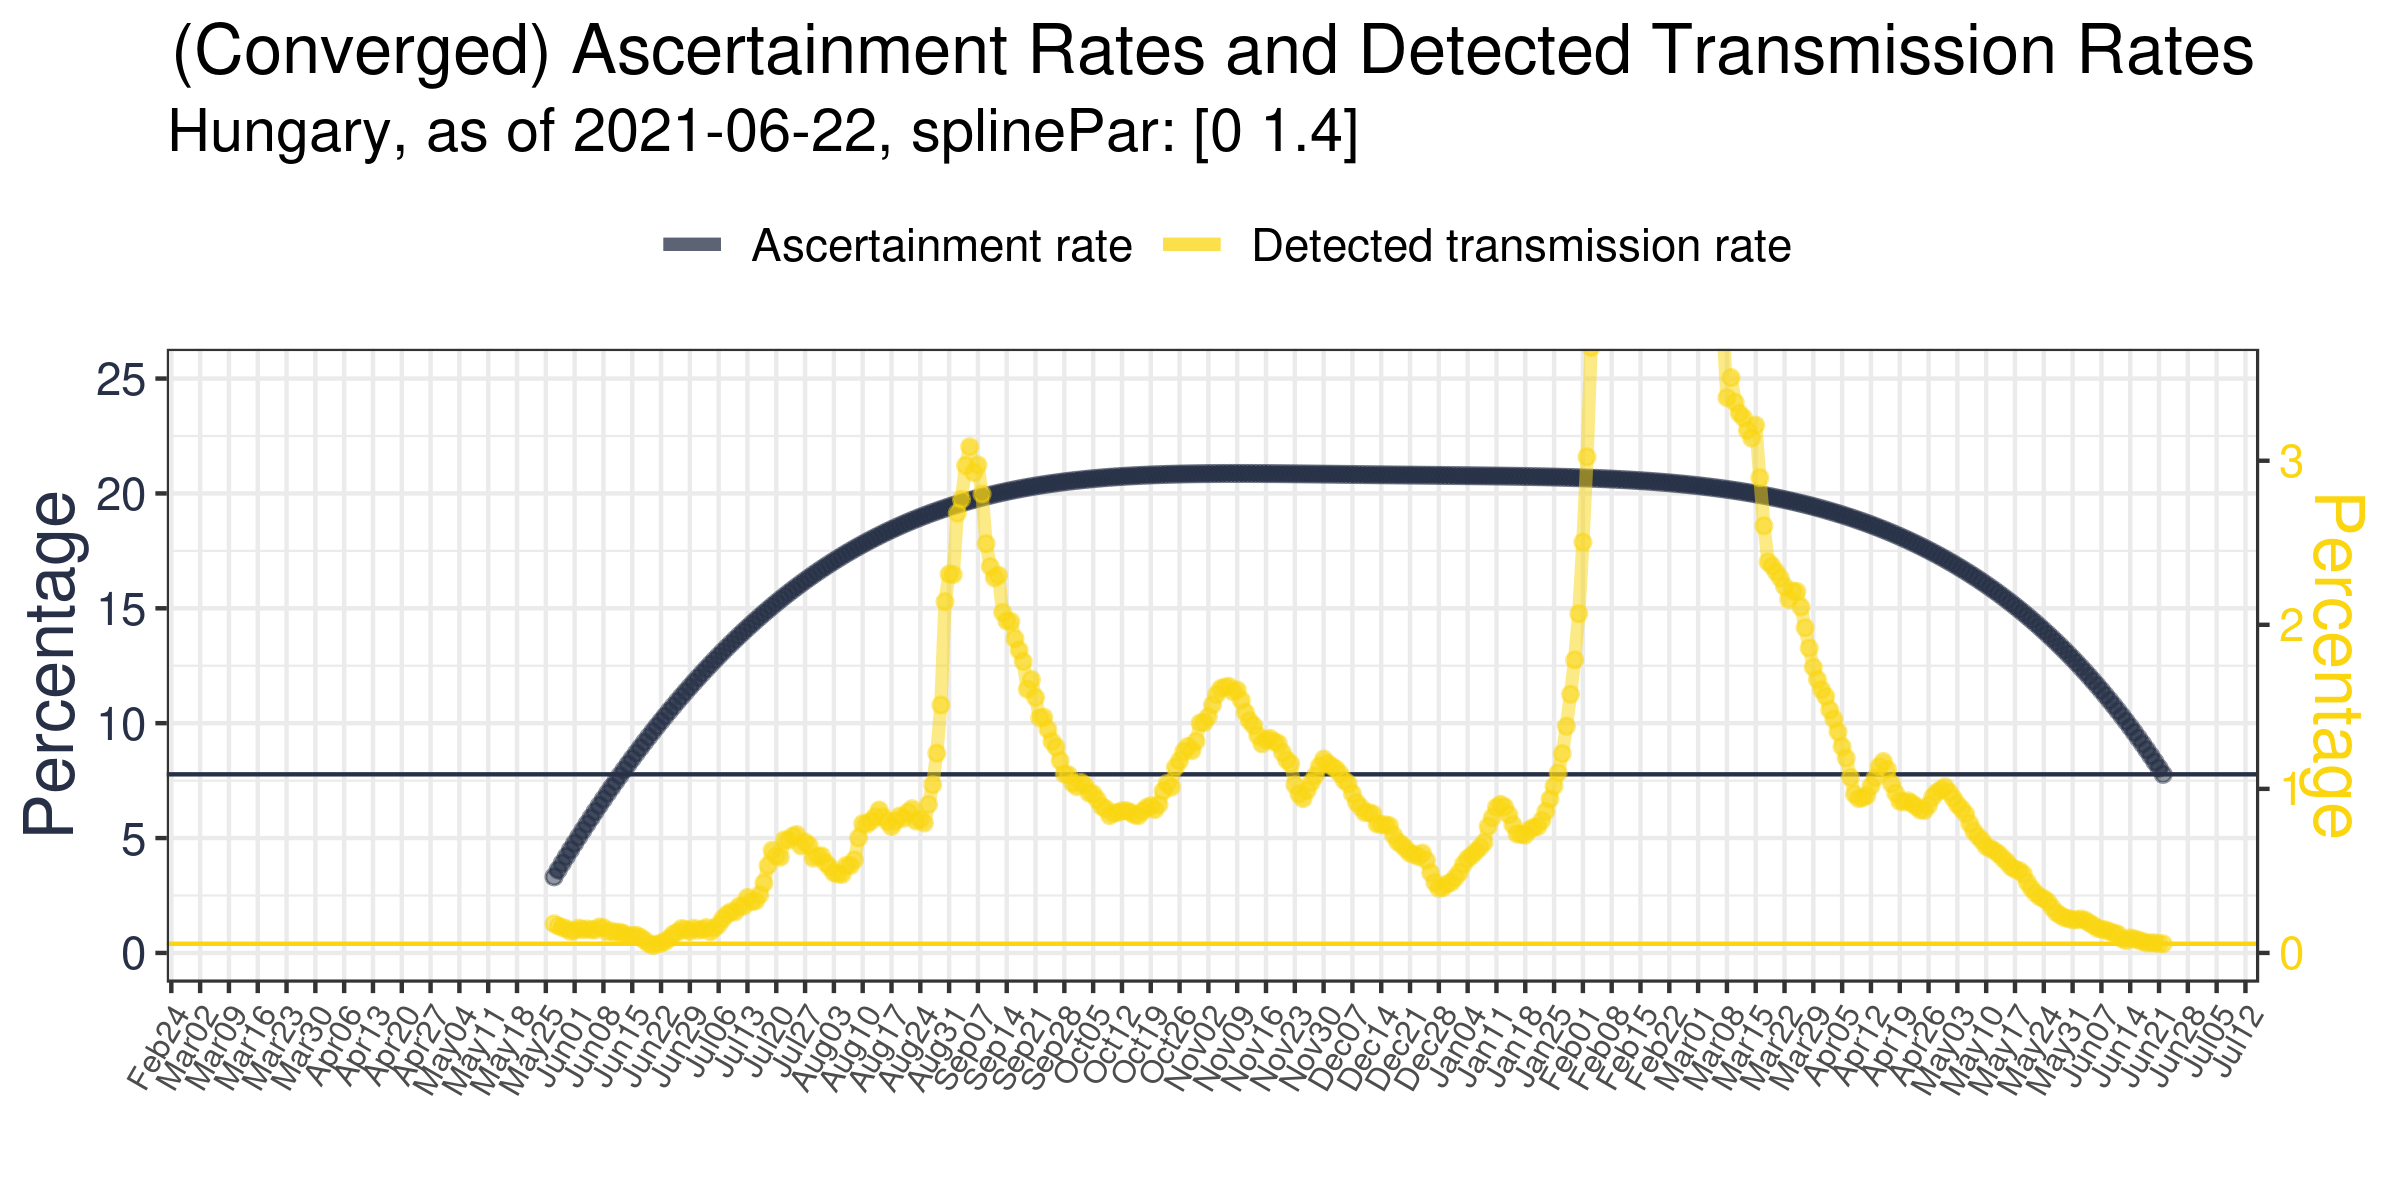 (Converged) Ascertainment Rates and Detected Transmission Rates
Hungary, as of 2021-06-22, splinePar: [0 1.4]
Ascertainment rate Detected transmission rate
Percentage
25
20
15
10
5
0
3
2
1
0
Percentage
Feb24 Mar02 Mar09 Mar16 Mar23 Mar30 Apr06 Apr13 Apr20 Apr27 May04 May11 May18 May25 Jun01 Jun08 Jun15 Jun22 Jun29 Jul06 Jul13 Jul20 Jul27 Aug03 Aug10 Aug17 Aug24 Aug31 Sep07 Sep14 Sep21 Sep28 Oct05 Oct12 Oct19 Oct26 Nov02 Nov09 Nov16 Nov23 Nov30 Dec07 Dec14 Dec21 Dec28 Jan04 Jan11 Jan18 Jan25 Feb01 Feb08 Feb15 Feb22 Mar01 Mar08 Mar15 Mar22 Mar29 Apr05 Apr12 Apr19 Apr26 May03 May10 May17 May24 May31 Jun07 Jun14 Jun21 Jun28 Jul05 Jul12